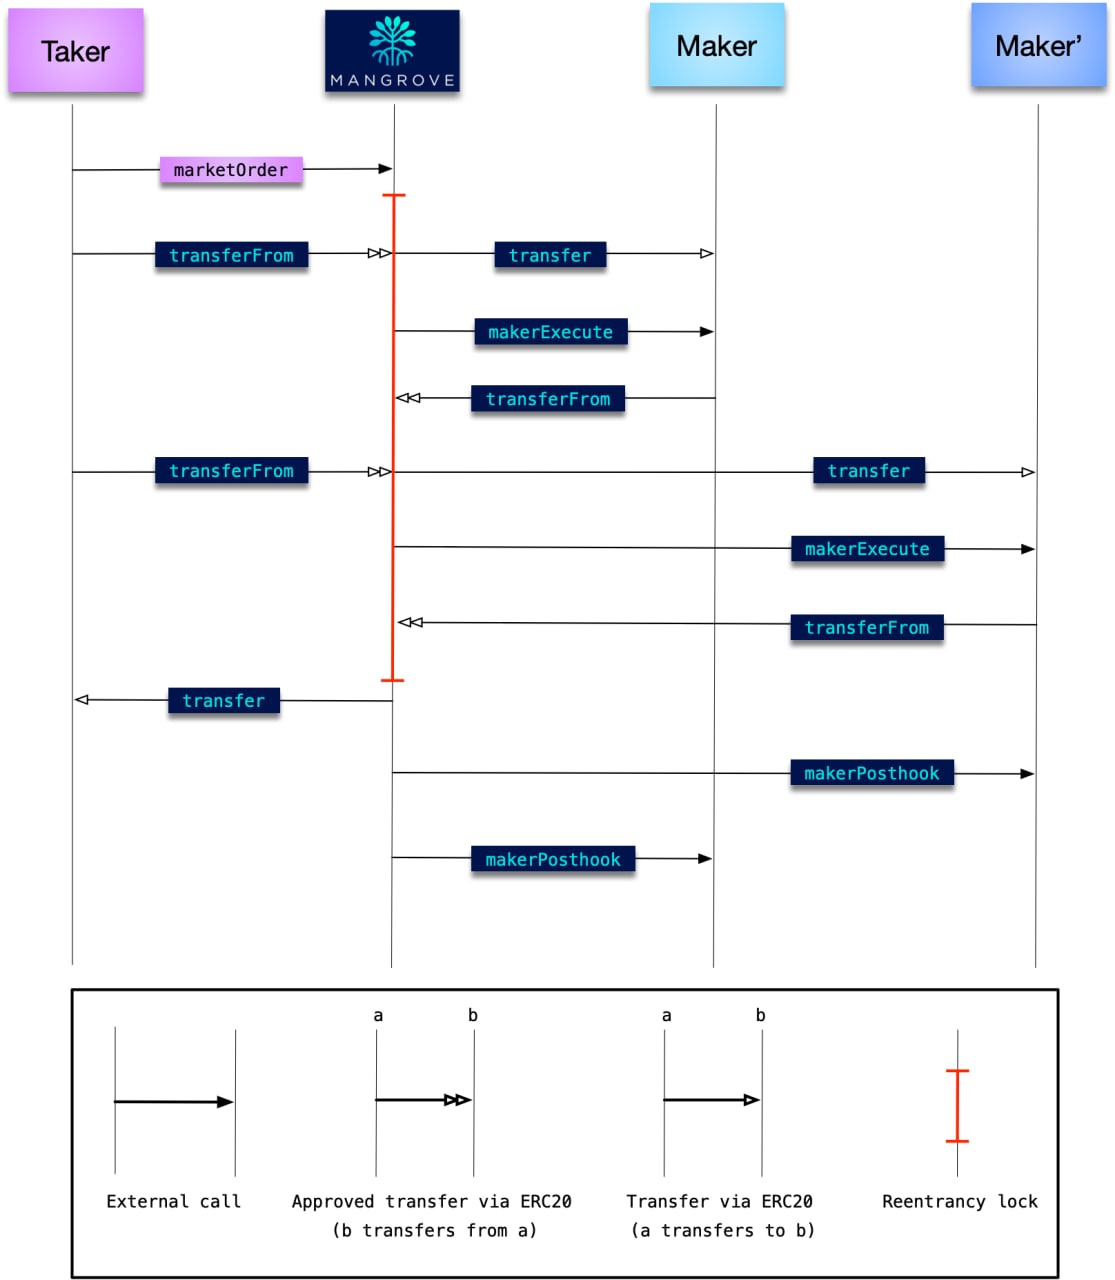 Taker
MANGROVE
Maker
Maker’
marketOrder
transferFrom
transfer
makerExecute
transferFrom
transferFrom
transfer
makerExecute
transferFrom
transfer
makerPosthook
makerPosthook
a
b
a
b
External call
Approved transfer via ERC20
(b transfers from a)
Transfer via ERC20
(a transfers to b)
Reentrancy lock